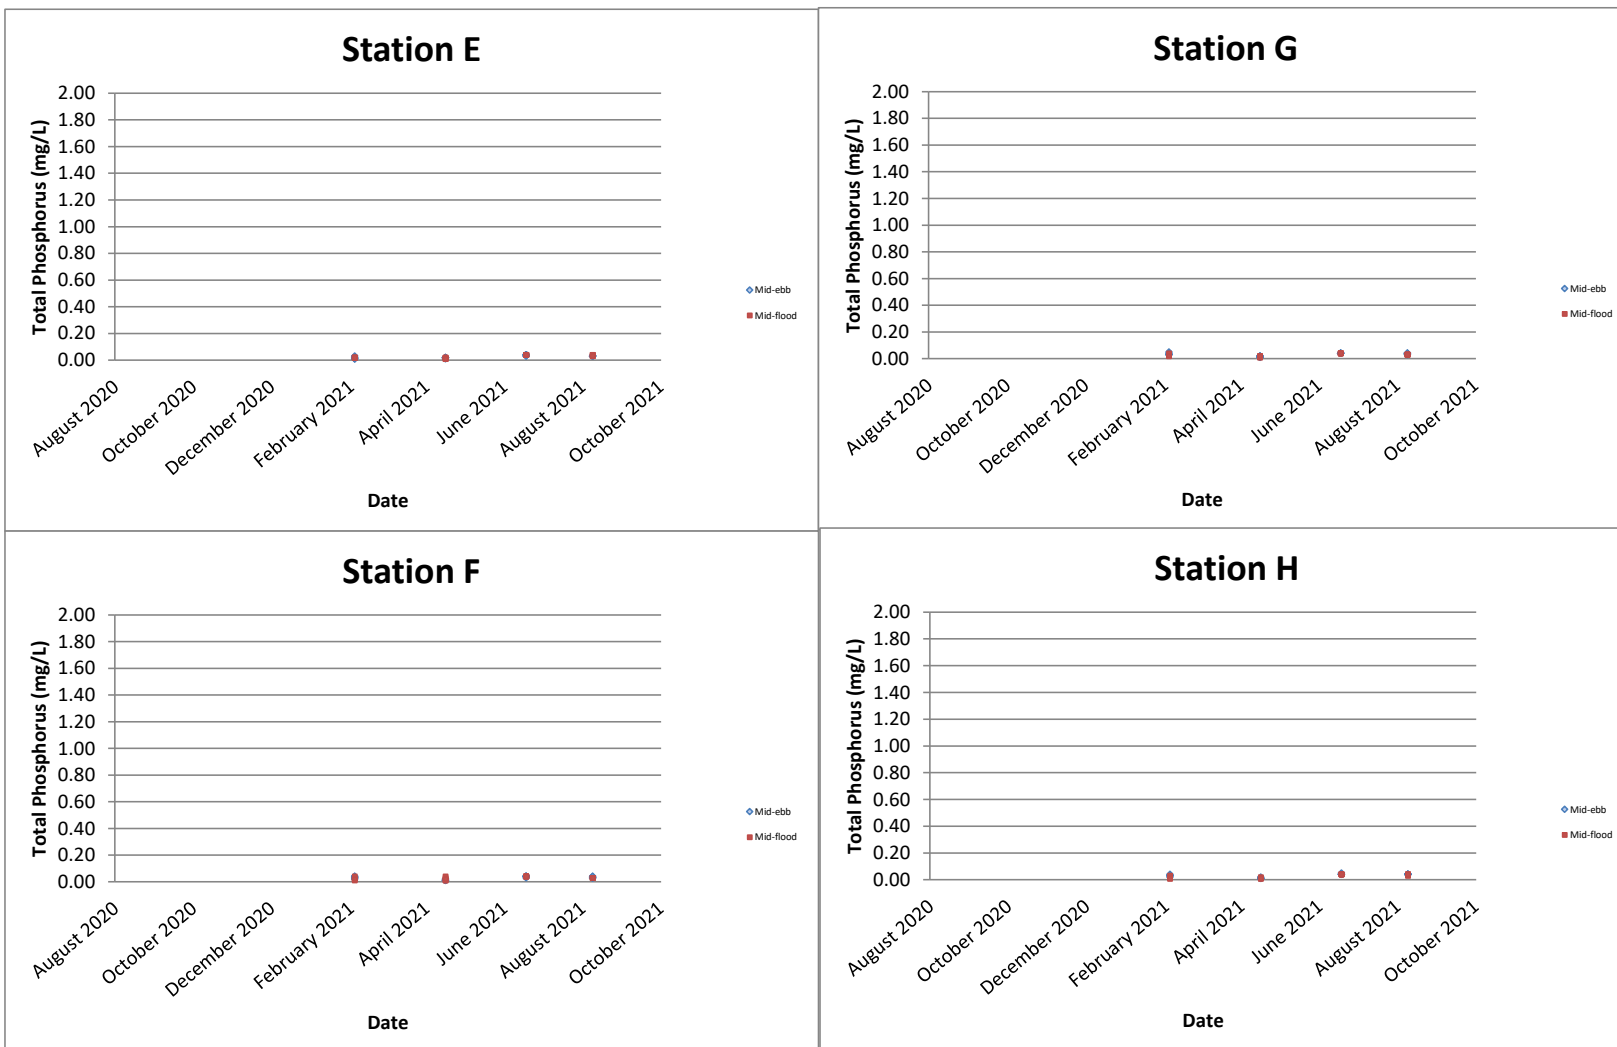 Station E
Total Phosphorus (mg/L)
2.00
1.80
1.60
1.40
1.20
1.00
0.80
0.60
0.40
0.20
0.00
August 2020
October 2020
December 2020
February 2021
April 2021
June 2021
August 2021
October 2021
Date
Mid-ebb
Mid-flood
Station G
Total Phosphorus (mg/L)
2.00
1.80
1.60
1.40
1.20
1.00
0.80
0.60
0.40
0.20
0.00
August 2020
October 2020
December 2020
February 2021
April 2021
June 2021
August 2021
October 2021
Date
Mid-ebb
Mid-flood
Station F
Total Phosphorus (mg/L)
2.00
1.80
1.60
1.40
1.20
1.00
0.80
0.60
0.40
0.20
0.00
August 2020
October 2020
December 2020
February 2021
April 2021
June 2021
August 2021
October 2021
Date
Mid-ebb
Mid-flood
Station H
Total Phosphorus (mg/L)
2.00
1.80
1.60
1.40
1.20
1.00
0.80
0.60
0.40
0.20
0.00
August 2020
October 2020
December 2020
February 2021
April 2021
June 2021
August 2021
October 2021
Date
Mid-ebb
Mid-flood